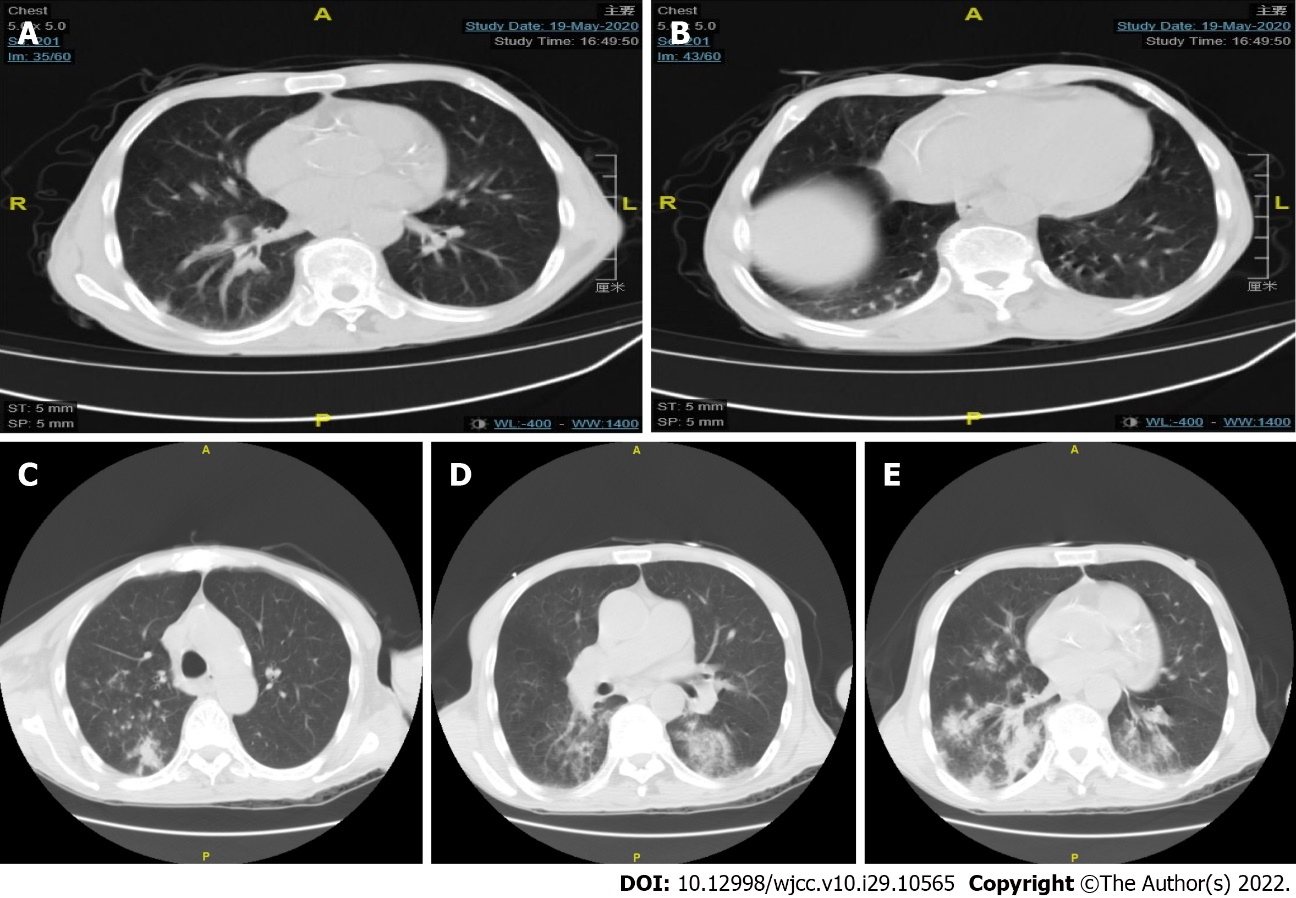 Chest
5.0 x 5.0
Se: 201
Im: 35/60
A
A
主要
Study Date: 19-May-2020
Study Time: 16:49:50
R
L
厘米
ST: 5 mm
SP: 5 mm
P
WL:-400 - WW:1400
Chest
5.0 x 5.0
Se: 201
Im: 43/60
B
A
主要
Study Date: 19-May-2020
Study Time: 16:49:50
R
L
厘米
ST: 5 mm
SP: 5 mm
P
WL:-400 - WW:1400
C
A
P
D
A
P
E
A
P
DOI: 10.12998/wjcc.v10.i29.10565 Copyright ©The Author(s) 2022.